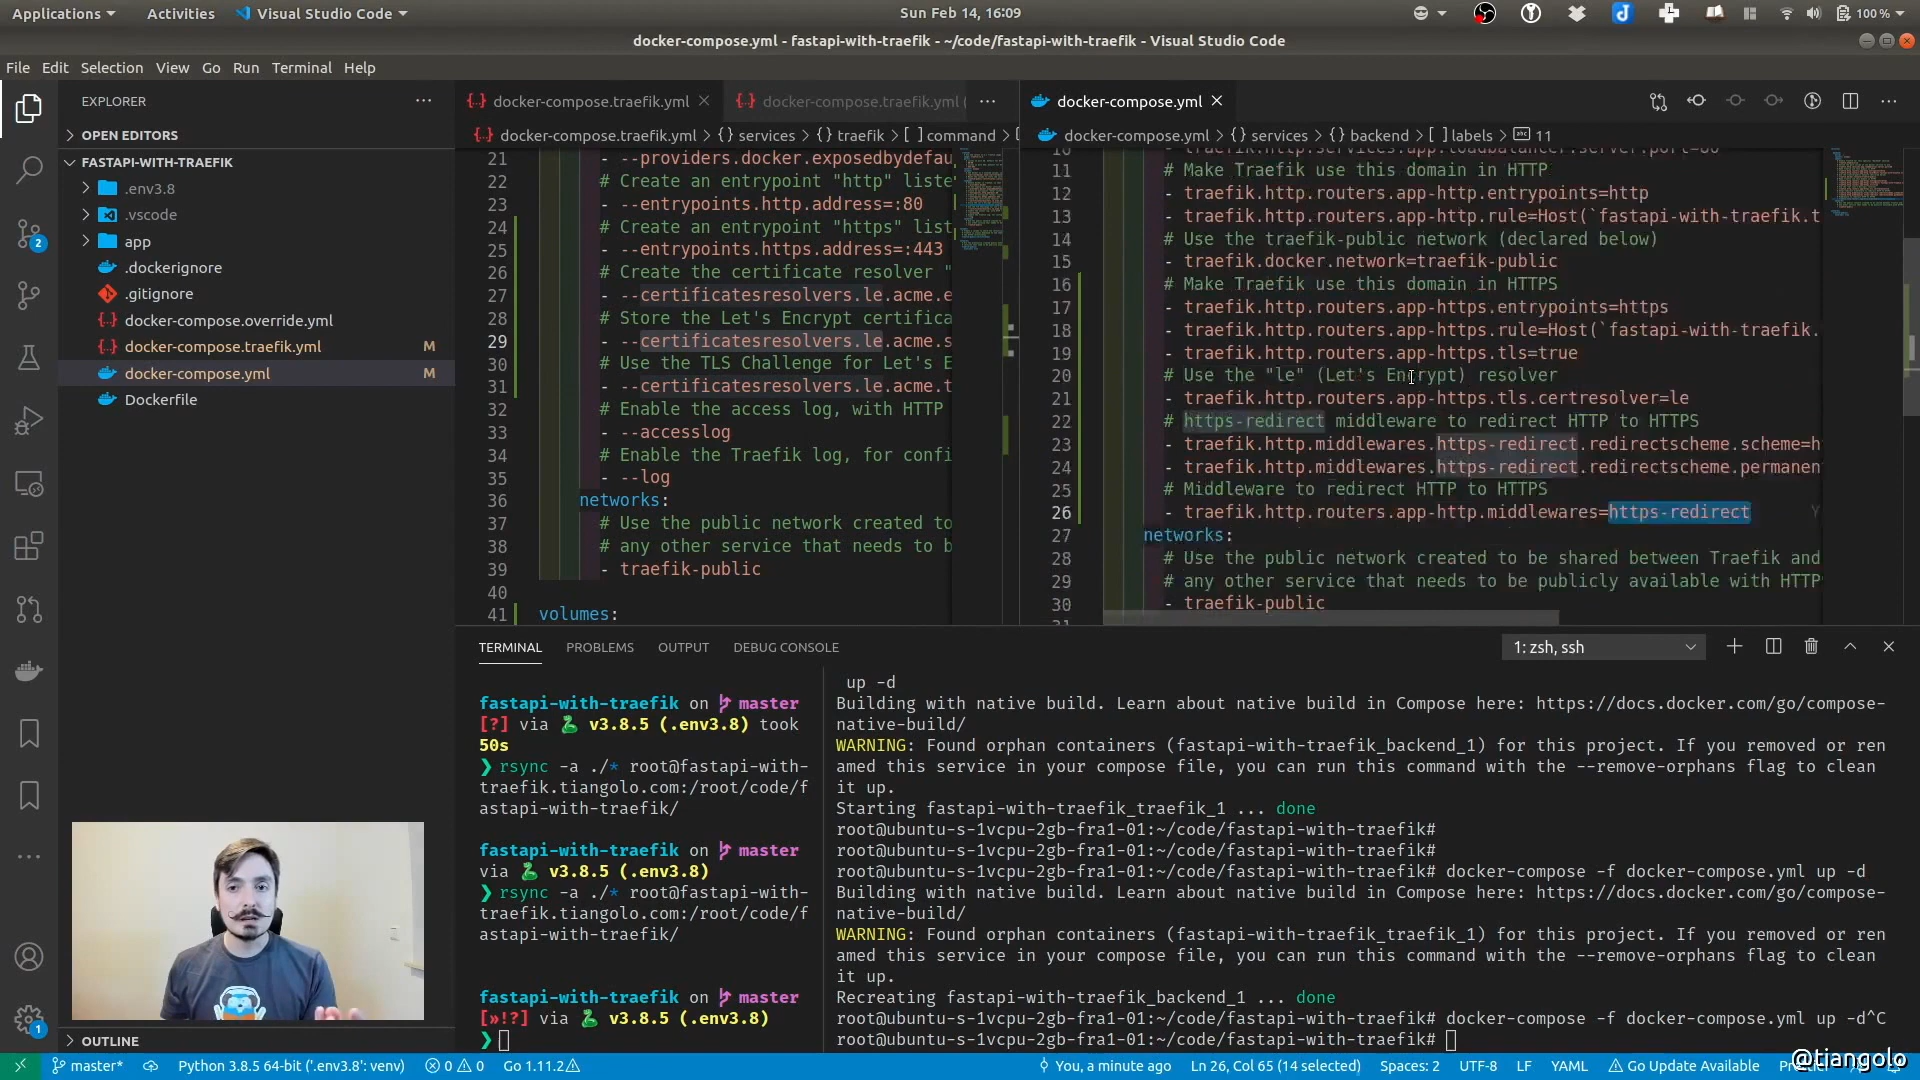 Applications
Activities
Visual Studio Code
Sun Feb 14, 16:09
100 %
docker-compose.yml - fastapi-with-traefik - ~/code/fastapi-with-traefik - Visual Studio Code
File Edit Selection View Go Run Terminal Help
EXPLORER
OPEN EDITORS
FASTAPI-WITH-TRAEFIK
.env3.8
.vscode
app
.dockerignore
.gitignore
docker-compose.override.yml
docker-compose.traefik.yml M
docker-compose.yml M
Dockerfile
OUTLINE
2
1
docker-compose.traefik.yml
docker-compose.traefik.yml (
docker-compose.traefik.yml > {} services > {} traefik > [ ] command >
21 - --providers.docker.exposedbydefau
22 # Create an entrypoint "http" liste
23 - --entrypoints.http.address=:80
24 # Create an entrypoint "https" list
25 - --entrypoints.https.address=:443
26 # Create the certificate resolver "
27 - --certificatesresolvers.le.acme.e
28 # Store the Let's Encrypt certifica
29 - --certificatesresolvers.le.acme.s
30 # Use the TLS Challenge for Let's E
31 - --certificatesresolvers.le.acme.t
32 # Enable the access log, with HTTP
33 - --accesslog
34 # Enable the Traefik log, for confi
35 - --log
36 networks:
37 # Use the public network created to
38 # any other service that needs to b
39 - traefik-public
40
41 volumes:
docker-compose.yml
docker-compose.yml > {} services > {} backend > [ ] labels > abc 11
10 - traefik.http.services.app.loadbalancer.server.port=80
11 # Make Traefik use this domain in HTTP
12 - traefik.http.routers.app-http.entrypoints=http
13 - traefik.http.routers.app-http.rule=Host(`fastapi-with-traefik.t
14 # Use the traefik-public network (declared below)
15 - traefik.docker.network=traefik-public
16 # Make Traefik use this domain in HTTPS
17 - traefik.http.routers.app-https.entrypoints=https
18 - traefik.http.routers.app-https.rule=Host(`fastapi-with-traefik.
19 - traefik.http.routers.app-https.tls=true
20 # Use the "le" (Let's Encrypt) resolver
21 - traefik.http.routers.app-https.tls.certresolver=le
22 # https-redirect middleware to redirect HTTP to HTTPS
23 - traefik.http.middlewares.https-redirect.redirectscheme.scheme=h
24 - traefik.http.middlewares.https-redirect.redirectscheme.permanen
25 # Middleware to redirect HTTP to HTTPS
26 - traefik.http.routers.app-http.middlewares=https-redirect
27 networks:
28 # Use the public network created to be shared between Traefik and
29 # any other service that needs to be publicly available with HTTP
30 - traefik-public
TERMINAL PROBLEMS OUTPUT DEBUG CONSOLE
1: zsh, ssh
fastapi-with-traefik on master
[?] via v3.8.5 (.env3.8) took
50s
❯ rsync -a ./* root@fastapi-with-
traefik.tiangolo.com:/root/code/f
astapi-with-traefik/
fastapi-with-traefik on master
via v3.8.5 (.env3.8)
❯ rsync -a ./* root@fastapi-with-
traefik.tiangolo.com:/root/code/f
astapi-with-traefik/
fastapi-with-traefik on master
[»!?] via v3.8.5 (.env3.8)
❯
up -d
Building with native build. Learn about native build in Compose here: https://docs.docker.com/go/compose-
native-build/
WARNING: Found orphan containers (fastapi-with-traefik_backend_1) for this project. If you removed or ren
amed this service in your compose file, you can run this command with the --remove-orphans flag to clean
it up.
Starting fastapi-with-traefik_traefik_1 ... done
root@ubuntu-s-1vcpu-2gb-fra1-01:~/code/fastapi-with-traefik#
root@ubuntu-s-1vcpu-2gb-fra1-01:~/code/fastapi-with-traefik#
root@ubuntu-s-1vcpu-2gb-fra1-01:~/code/fastapi-with-traefik# docker-compose -f docker-compose.yml up -d
Building with native build. Learn about native build in Compose here: https://docs.docker.com/go/compose-
native-build/
WARNING: Found orphan containers (fastapi-with-traefik_traefik_1) for this project. If you removed or ren
amed this service in your compose file, you can run this command with the --remove-orphans flag to clean
it up.
Recreating fastapi-with-traefik_backend_1 ... done
root@ubuntu-s-1vcpu-2gb-fra1-01:~/code/fastapi-with-traefik# docker-compose -f docker-compose.yml up -d^C
root@ubuntu-s-1vcpu-2gb-fra1-01:~/code/fastapi-with-traefik#
master*
Python 3.8.5 64-bit ('.env3.8': venv)
0 0
Go 1.11.2
You, a minute ago
Ln 26, Col 65 (14 selected)
Spaces: 2
UTF-8
LF
YAML
Go Update Available
@tiangolo